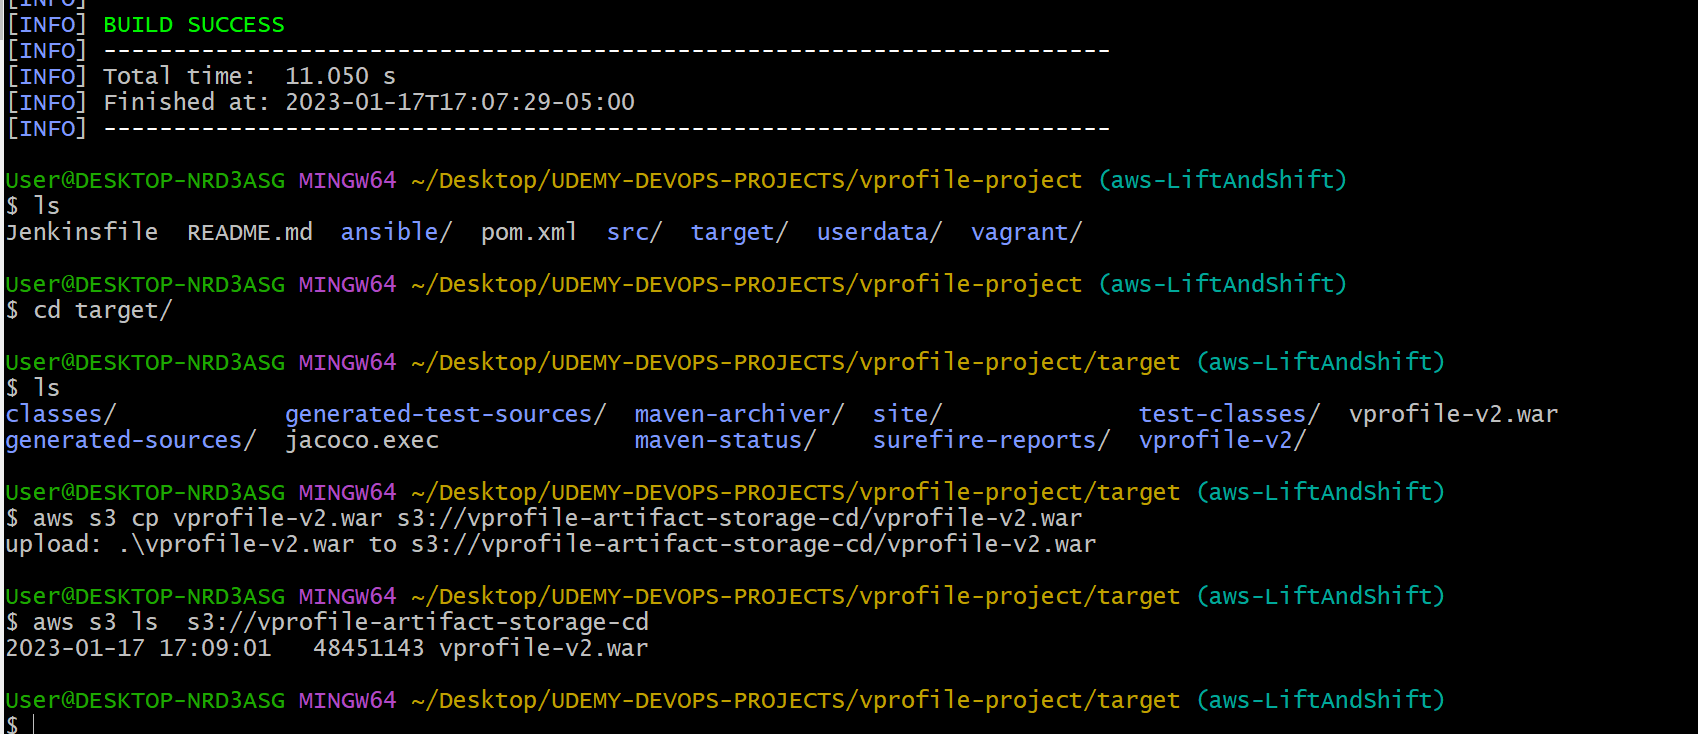 [INFO]
[INFO] BUILD SUCCESS
[INFO] ------------------------------------------------------------------------
[INFO] Total time:  11.050 s
[INFO] Finished at: 2023-01-17T17:07:29-05:00
[INFO] ------------------------------------------------------------------------
User@DESKTOP-NRD3ASG MINGW64 ~/Desktop/UDEMY-DEVOPS-PROJECTS/vprofile-project (aws-LiftAndShift)
$ ls
Jenkinsfile  README.md  ansible/  pom.xml  src/  target/  userdata/  vagrant/
User@DESKTOP-NRD3ASG MINGW64 ~/Desktop/UDEMY-DEVOPS-PROJECTS/vprofile-project (aws-LiftAndShift)
$ cd target/
User@DESKTOP-NRD3ASG MINGW64 ~/Desktop/UDEMY-DEVOPS-PROJECTS/vprofile-project/target (aws-LiftAndShift)
$ ls
classes/            generated-test-sources/  maven-archiver/  site/              test-classes/  vprofile-v2.war
generated-sources/  jacoco.exec              maven-status/    surefire-reports/  vprofile-v2/
User@DESKTOP-NRD3ASG MINGW64 ~/Desktop/UDEMY-DEVOPS-PROJECTS/vprofile-project/target (aws-LiftAndShift)
$ aws s3 cp vprofile-v2.war s3://vprofile-artifact-storage-cd/vprofile-v2.war
upload: .\vprofile-v2.war to s3://vprofile-artifact-storage-cd/vprofile-v2.war
User@DESKTOP-NRD3ASG MINGW64 ~/Desktop/UDEMY-DEVOPS-PROJECTS/vprofile-project/target (aws-LiftAndShift)
$ aws s3 ls  s3://vprofile-artifact-storage-cd
2023-01-17 17:09:01   48451143 vprofile-v2.war
User@DESKTOP-NRD3ASG MINGW64 ~/Desktop/UDEMY-DEVOPS-PROJECTS/vprofile-project/target (aws-LiftAndShift)
$